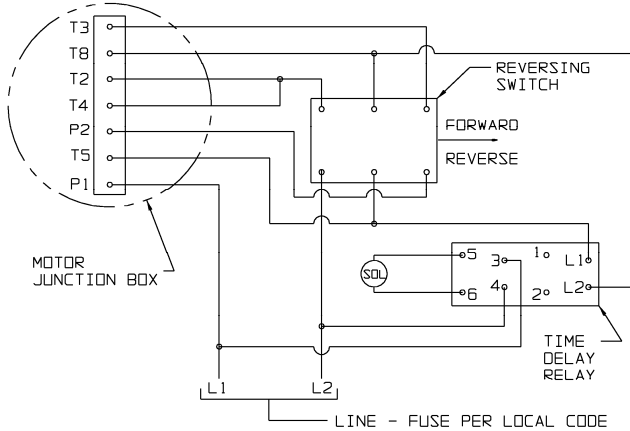 T3
T8
T2
T4
P2
T5
P1
REVERSING
SWITCH
FORWARD
REVERSE
MOTOR
JUNCTION BOX
SOL
5 3 1 L1
6 4 2 L2
TIME
DELAY
RELAY
L1 L2
LINE - FUSE PER LOCAL CODE